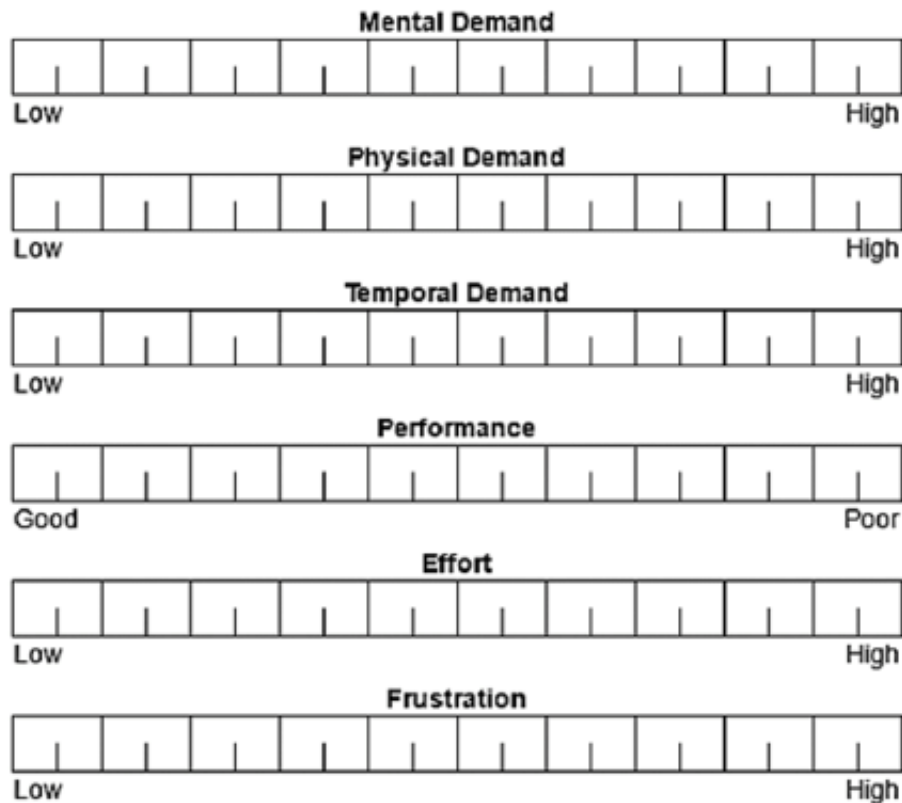 Mental Demand
Low High
Physical Demand
Low High
Temporal Demand
Low High
Performance
Good Poor
Effort
Low High
Frustration
Low High